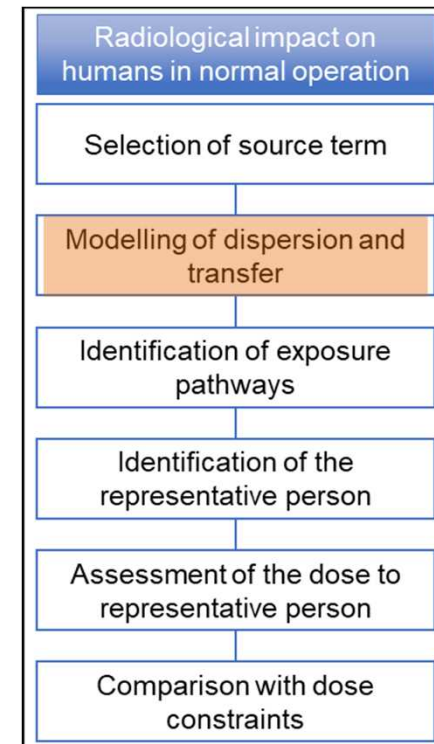 Radiological impact on
humans in normal operation
Selection of source term
Modelling of dispersion and
transfer
Identification of exposure
pathways
Identification of the
representative person
Assessment of the dose to
representative person
Comparison with dose
constraints